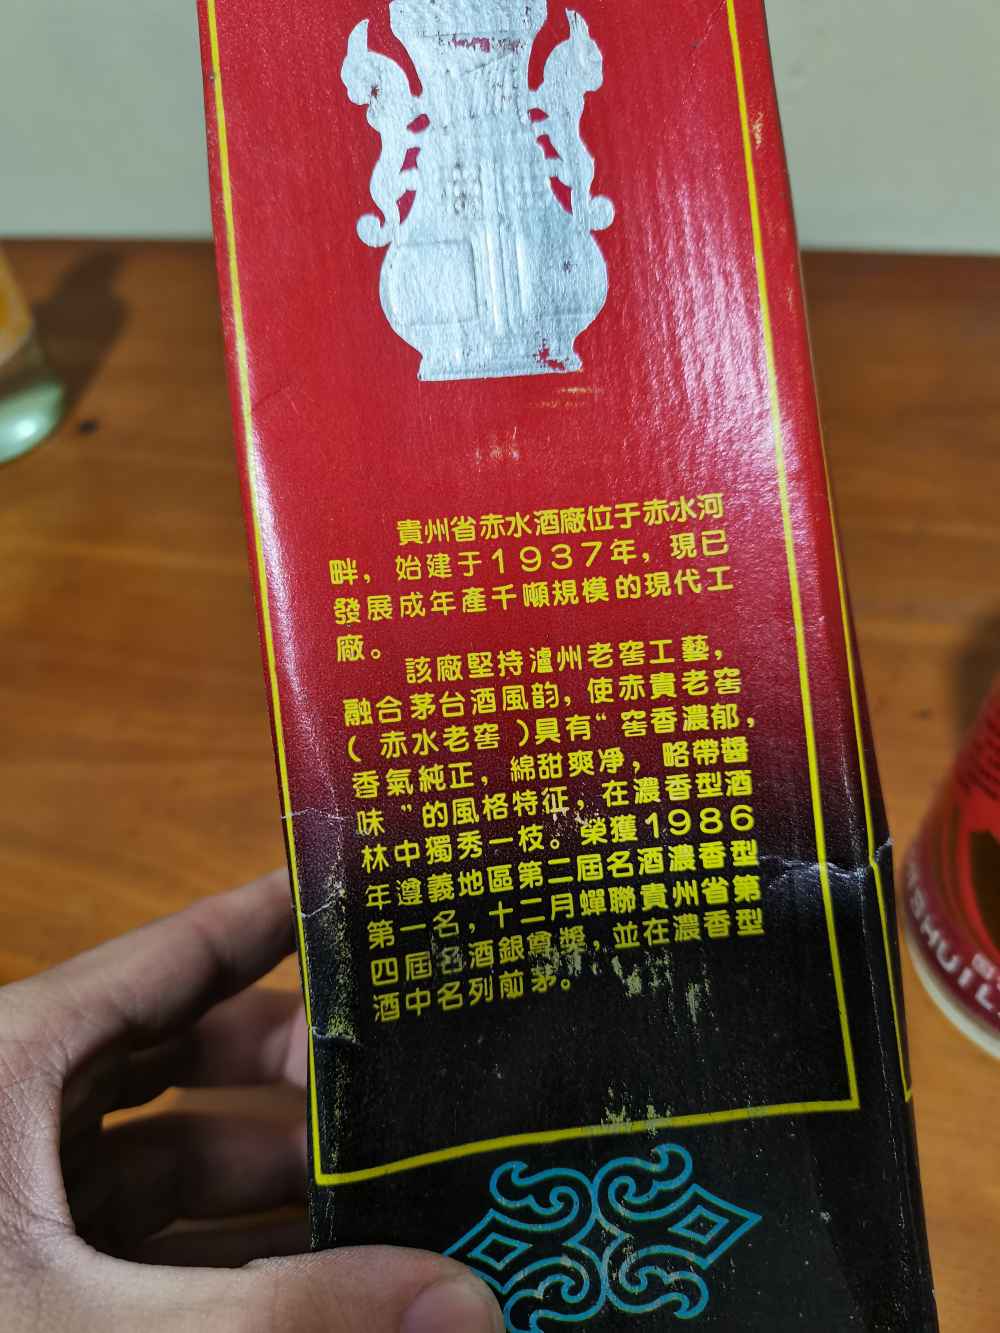 貴州省赤水酒廠位于赤水河
畔，始建于1937年，現已
發展成年產千噸規模的現代工
廠。
該廠堅持瀘州老窖工藝，
融合茅台酒風韵，使赤貴老窖
（赤水老窖）具有“窖香濃郁，
香氣純正，綿甜爽净，略帶醬
味”的風格特征，在濃香型酒
林中獨秀一枝。榮獲1986
年遵義地區第二屆名酒濃香型
第一名，十二月蟬聯貴州省第
四屆名酒銀尊獎，並在濃香型
酒中名列前茅。
SHUIL